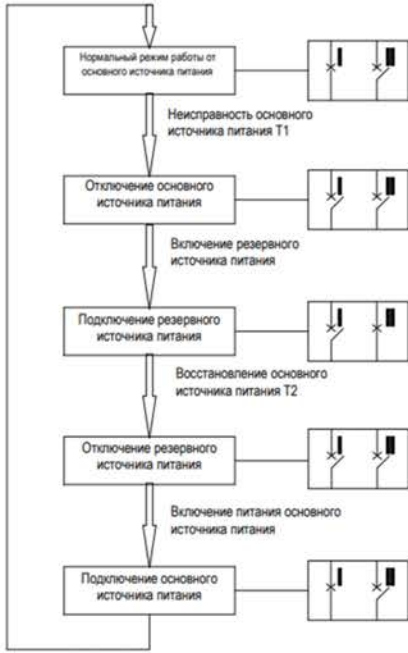 Нормальный режим работы от
основного источника питания
Неисправность основного
источника питания Т1
Отключение основного
источника питания
Включение резервного
источника питания
Подключение резервного
источника питания
Восстановление основного
источника питания Т2
Отключение резервного
источника питания
Включение питания основного
источника питания
Подключение основного
источника питания